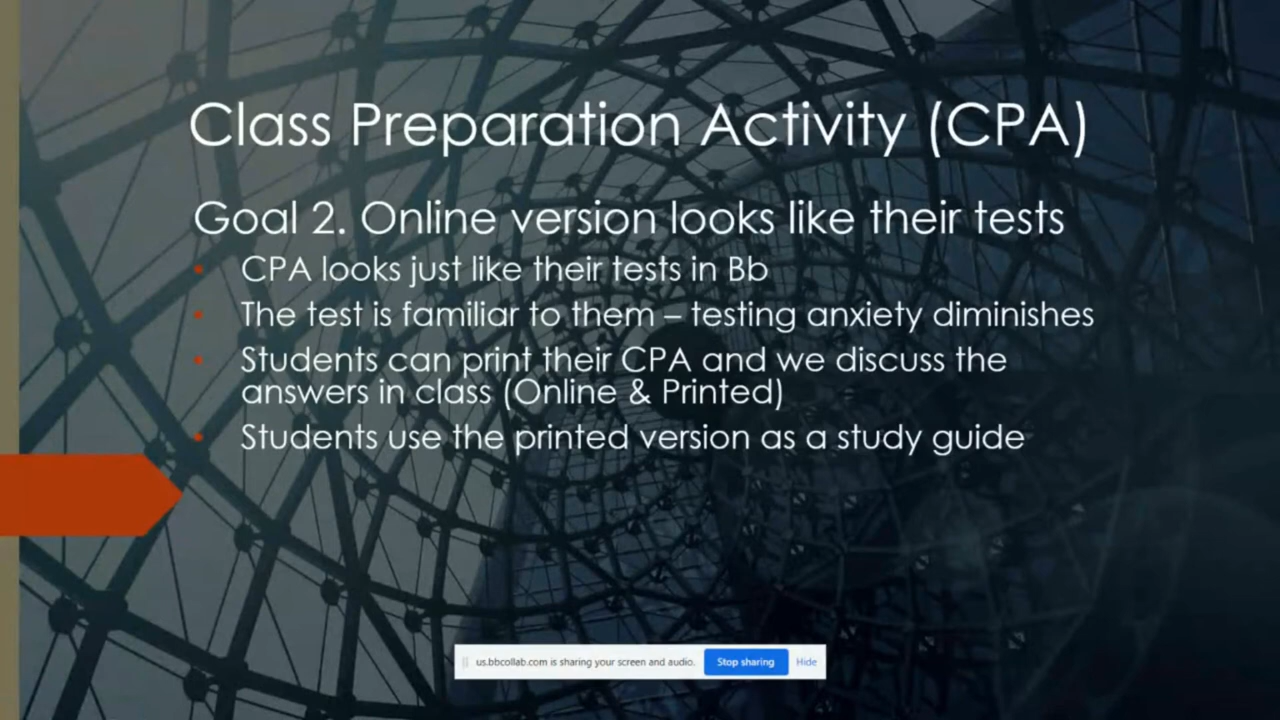 Class Preparation Activity (CPA)
Goal 2. Online version looks like their tests
CPA looks just like their tests in Bb
The test is familiar to them – testing anxiety diminishes
Students can print their CPA and we discuss the
answers in class (Online & Printed)
Students use the printed version as a study guide
us.bbcollab.com is sharing your screen and audio. Stop sharing Hide